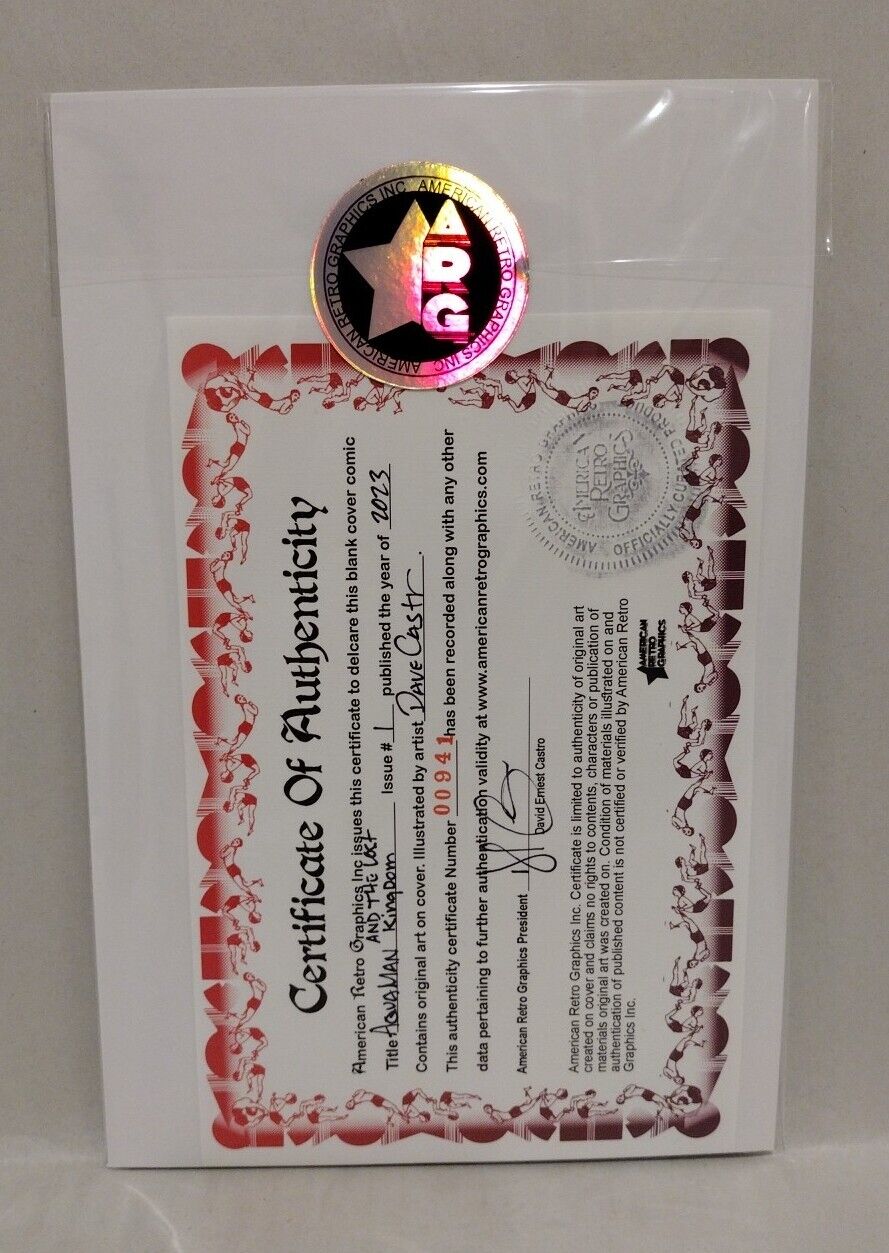 AMERICAN RETRO GRAPHICS INC
AMERICAN RETRO GRAPHICS INC
ARG
Certificate Of Authenticity
American Retro Graphics Inc issues this certificate to delcare this blank cover comic
AND THE LOST
Title AQUAMAN KINGDOM Issue # 1 published the year of 2023
Contains original art on cover. Illustrated by artist DAVE CASTR.
This authenticity certificate Number 00941 has been recorded along with any other
data pertaining to further authentication validity at www.americanretrographics.com
American Retro Graphics President
David Ernest Castro
American Retro Graphics Inc. Certificate is limited to authenticity of original art
created on cover and claims no rights to contents, characters or publication of
materials original art was created on. Condition of materials illustrated on and
authentication of published content is not certified or verified by American Retro
Graphics Inc.
AMERICAN
RETRO
GRAPHICS
AMERICAN RETRO GRAPHICS
OFFICIALLY CURATED PRODUCT
AMERICAN
RETRO
GRAPHICS